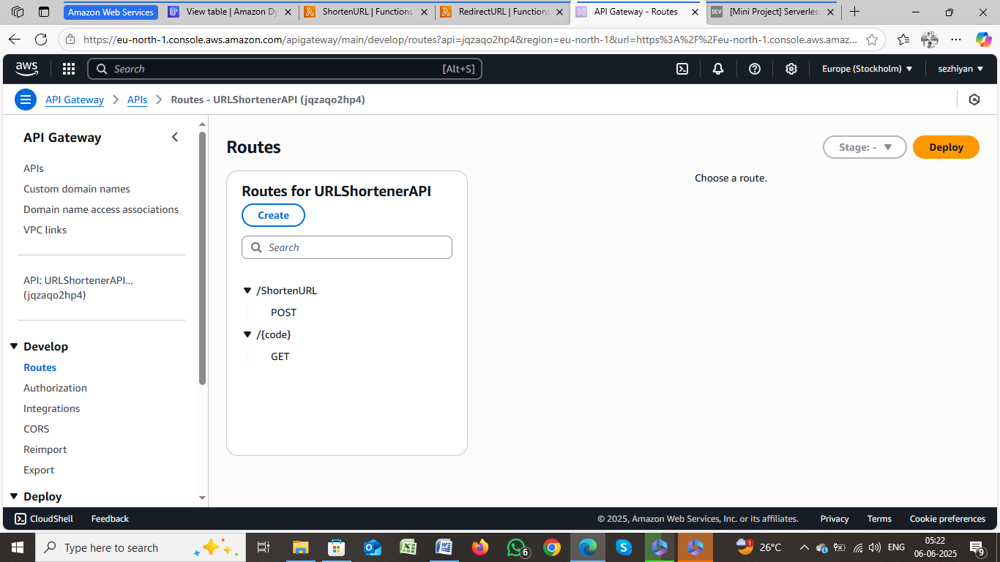 Amazon Web Services
View table | Amazon Dy
ShortenURL | Functions
RedirectURL | Functions
API Gateway - Routes
DEV [Mini Project] Serverles
https://eu-north-1.console.aws.amazon.com/apigateway/main/develop/routes?api=jqzaqo2hp4&region=eu-north-1&url=https%3A%2F%2Feu-north-1.console.aws.amaz...
aws
Search [Alt+S]
Europe (Stockholm)
sezhiyan
API Gateway
APIs
Routes - URLShortenerAPI (jqzaqo2hp4)
API Gateway
APIs
Custom domain names
Domain name access associations
VPC links
API: URLShortenerAPI...
(jqzaqo2hp4)
Develop
Routes
Authorization
Integrations
CORS
Reimport
Export
Deploy
Routes
Stage: -
Deploy
Routes for URLShortenerAPI
Create
Search
/ShortenURL
POST
/{code}
GET
Choose a route.
CloudShell
Feedback
© 2025, Amazon Web Services, Inc. or its affiliates.
Privacy
Terms
Cookie preferences
Type here to search
6
1
26°C
ENG
05:22
06-06-2025
9